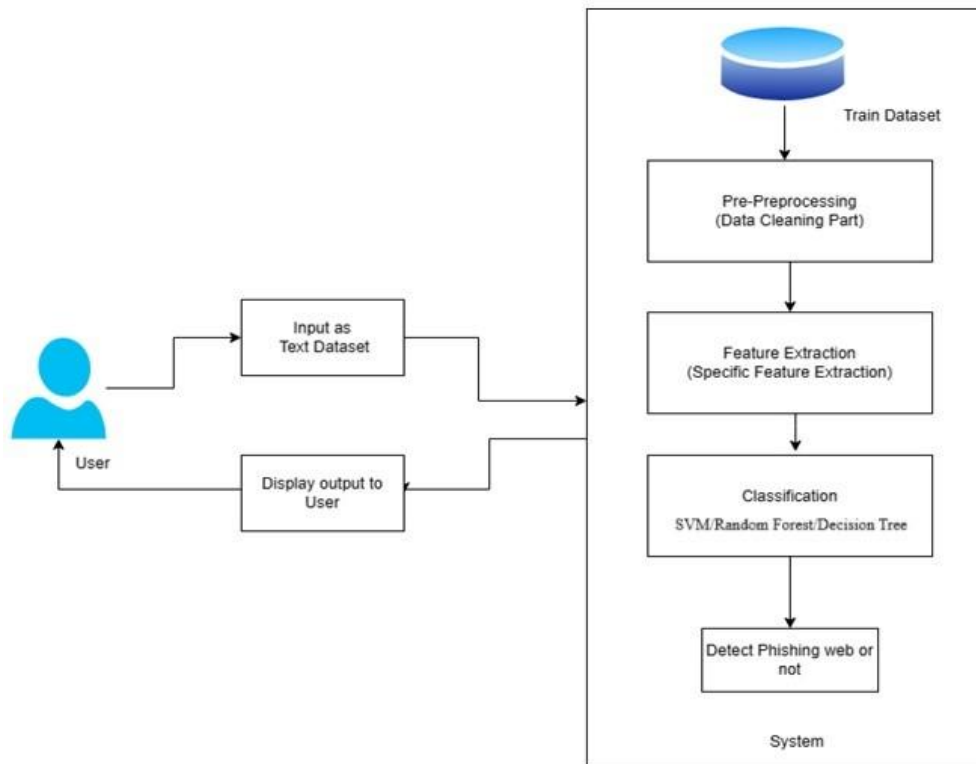 Train Dataset
Pre-Preprocessing
(Data Cleaning Part)
Input as
Text Dataset
Feature Extraction
(Specific Feature Extraction)
User
Display output to
User
Classification
SVM/Random Forest/Decision Tree
Detect Phishing web or
not
System